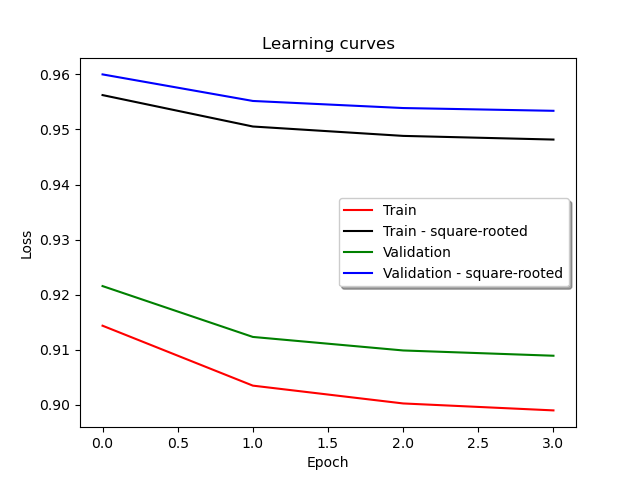 Learning curves
Loss
0.96
0.95
0.94
0.93
0.92
0.91
0.90
Train
Train - square-rooted
Validation
Validation - square-rooted
0.0 0.5 1.0 1.5 2.0 2.5 3.0
Epoch